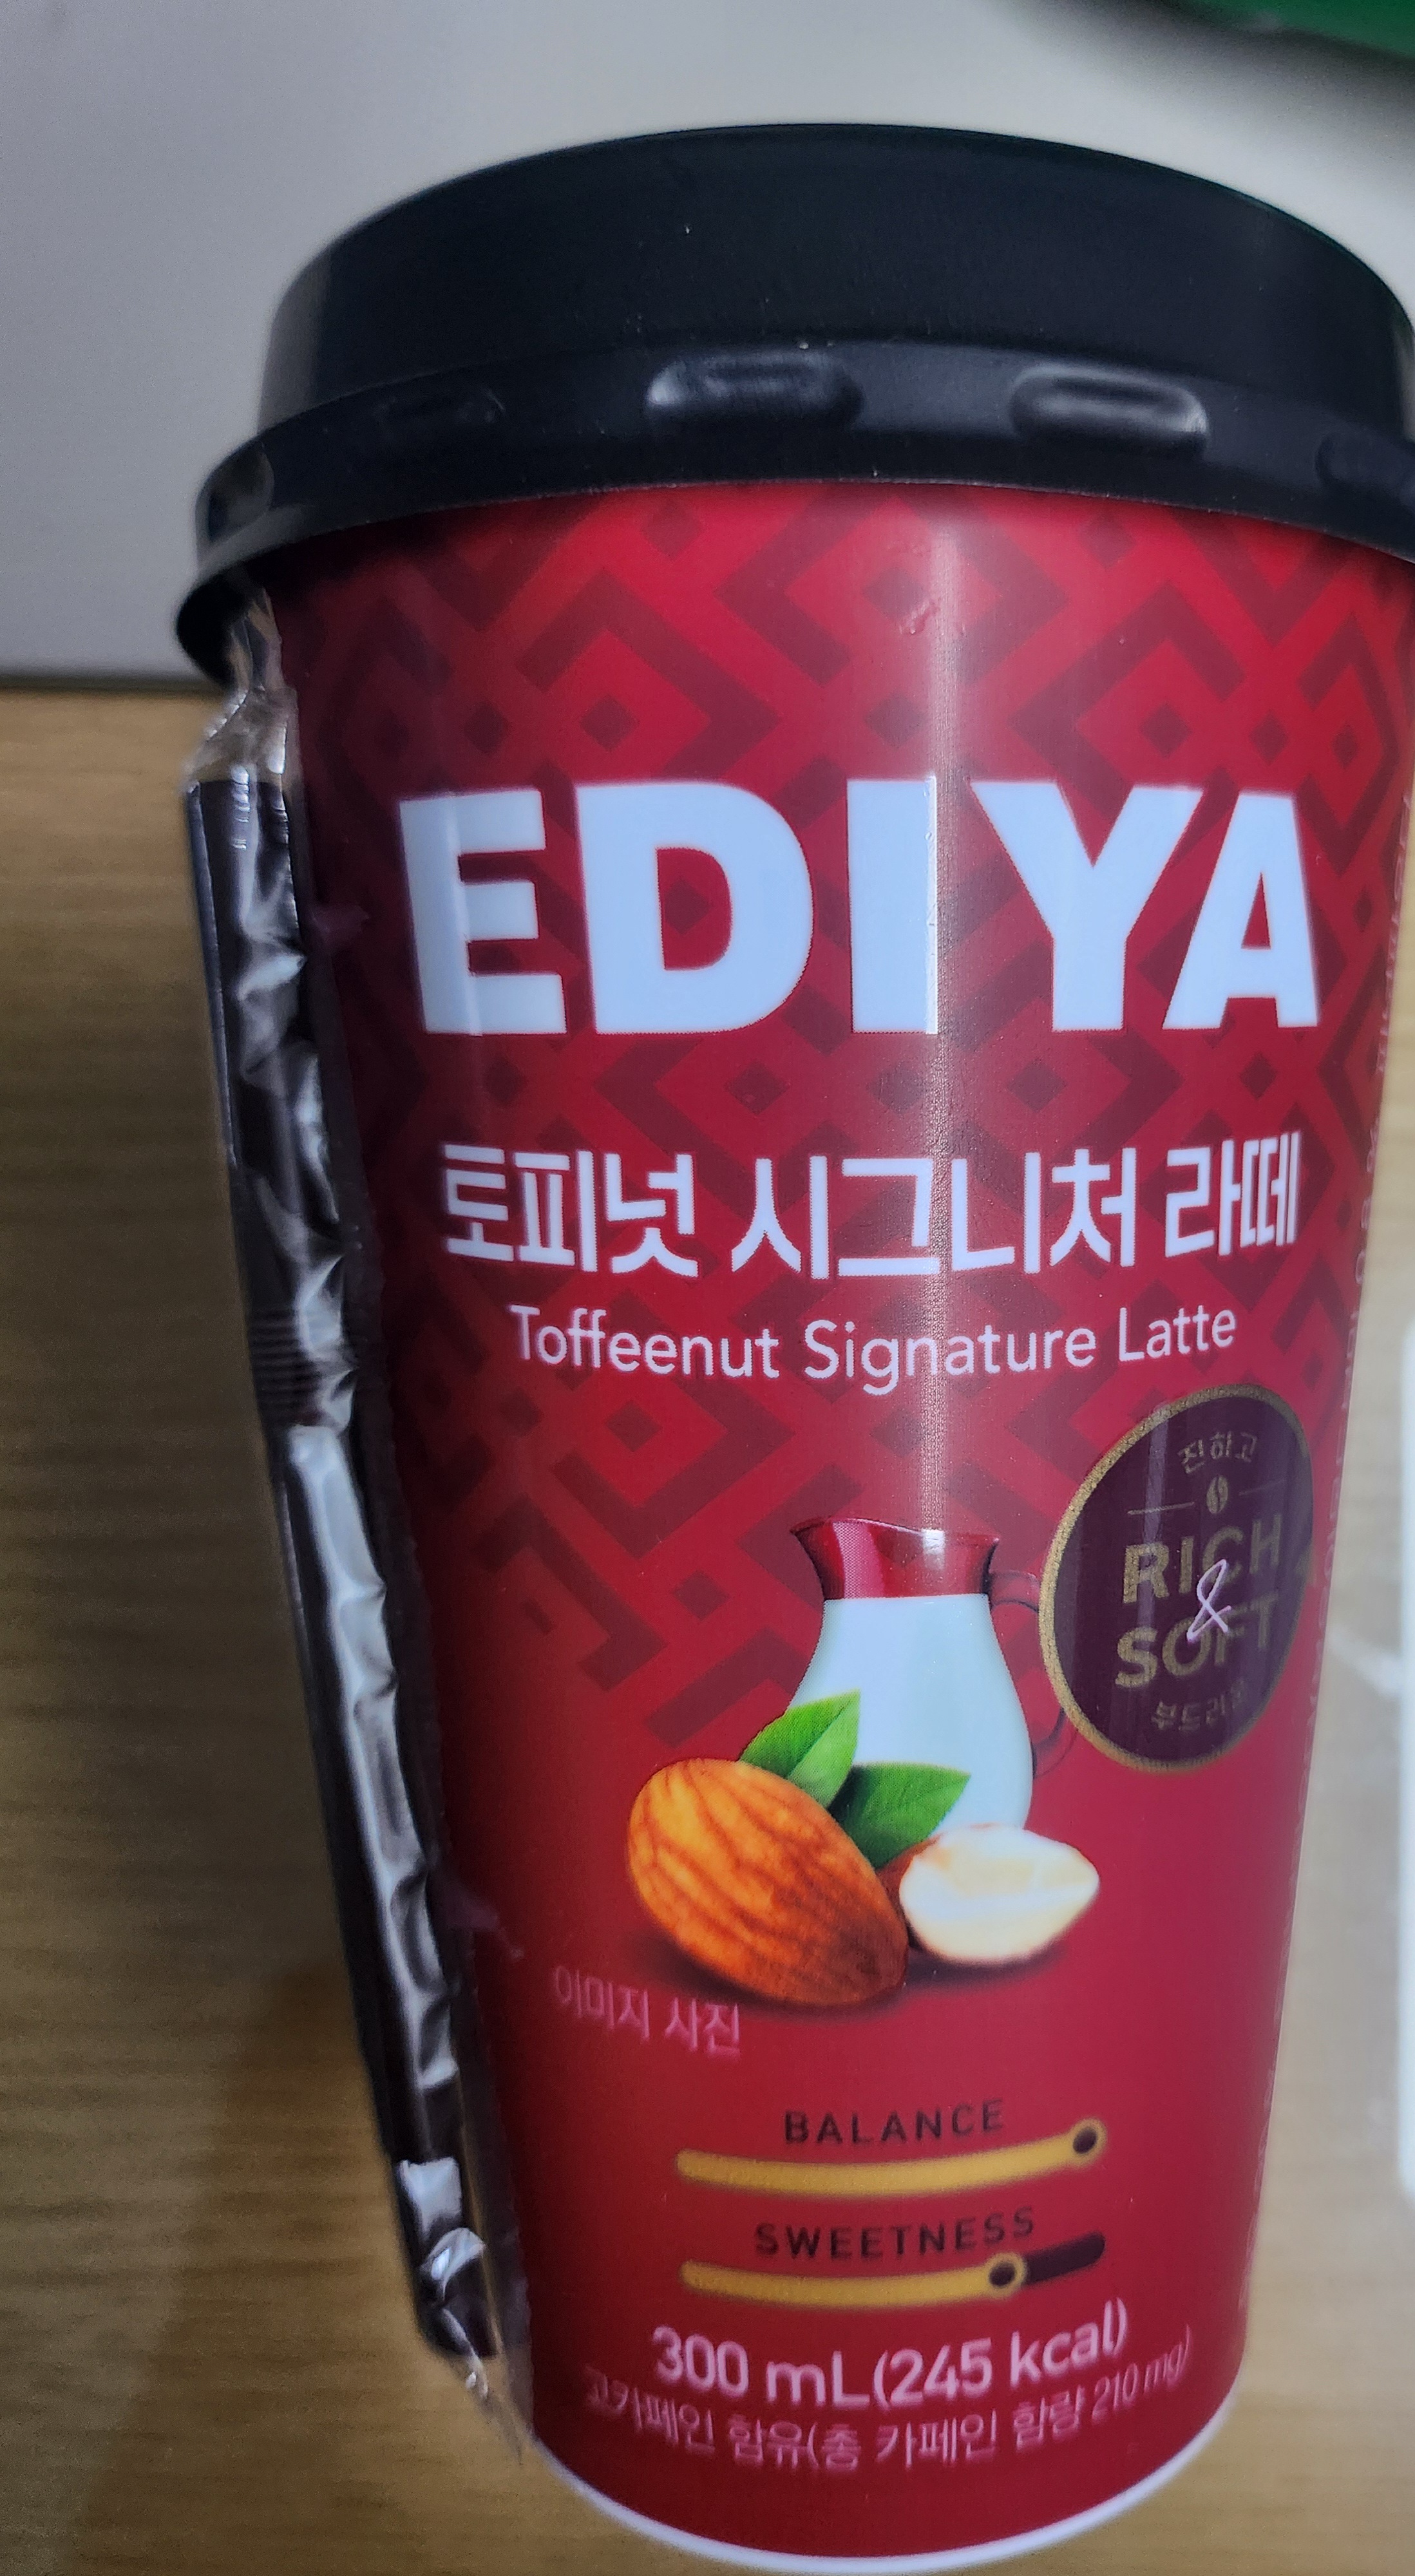 EDIYA
토피넛 시그니처 라떼
Toffeenut Signature Latte
진하고
RICH
&
SOFT
부드러운
이미지 사진
BALANCE
SWEETNESS
300 mL(245 kcal)
고카페인 함유(총 카페인 함량 210 mg)